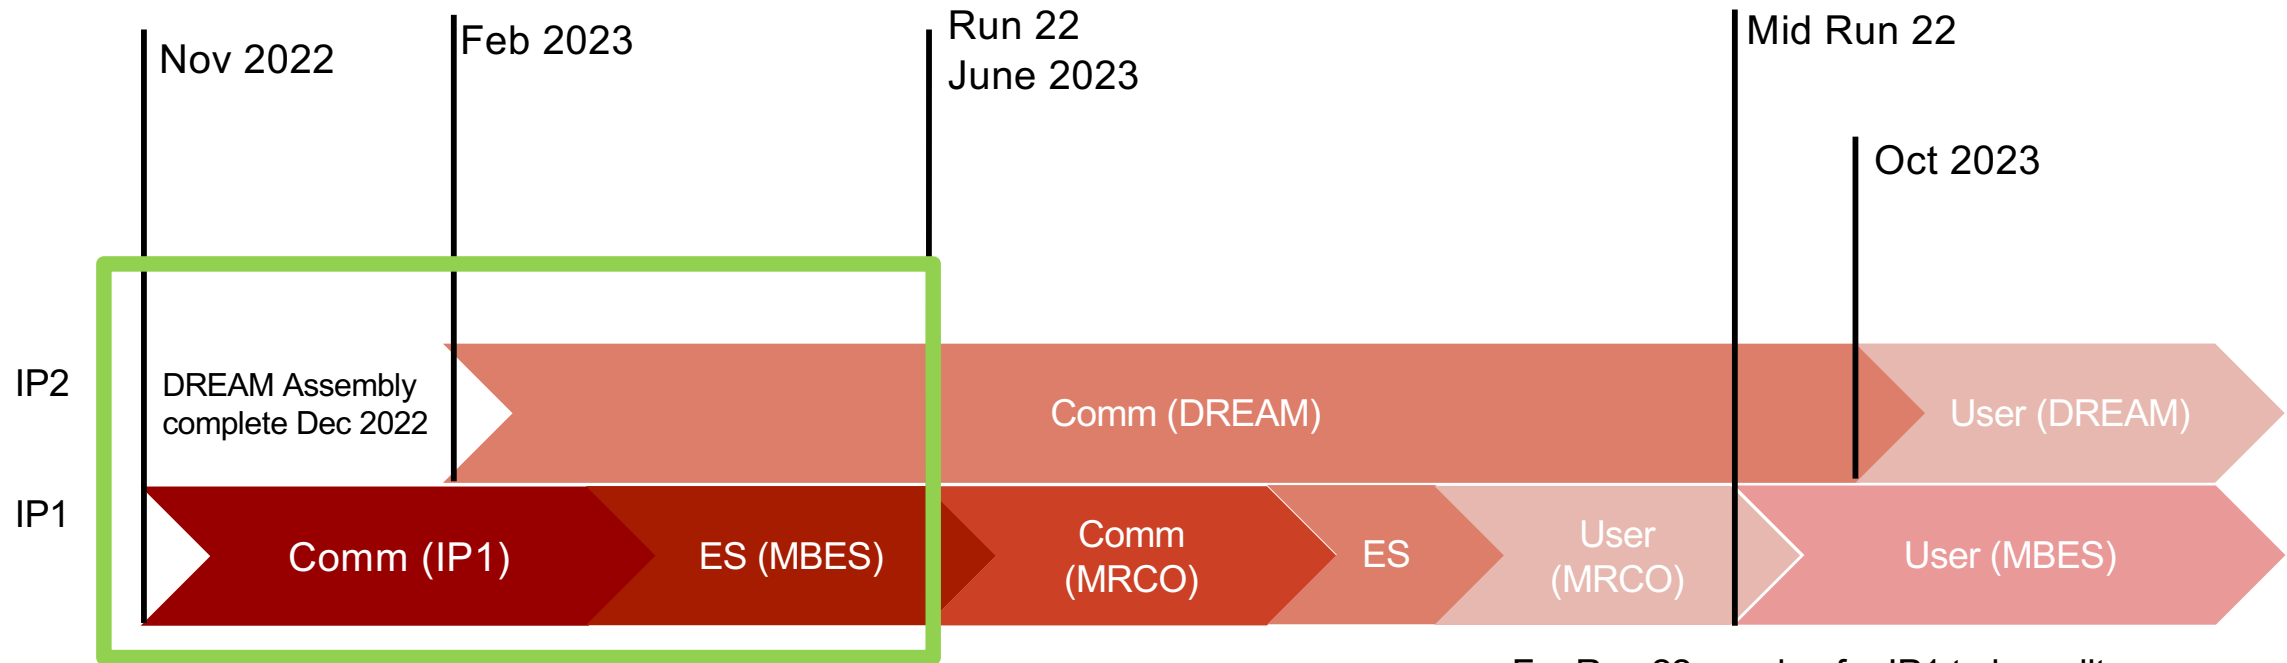 Nov 2022
Feb 2023
Run 22
June 2023
Mid Run 22
Oct 2023
IP2
DREAM Assembly
complete Dec 2022
Comm (DREAM)
User (DREAM)
IP1
Comm (IP1)
ES (MBES)
Comm
(MRCO)
ES
User
(MRCO)
User (MBES)